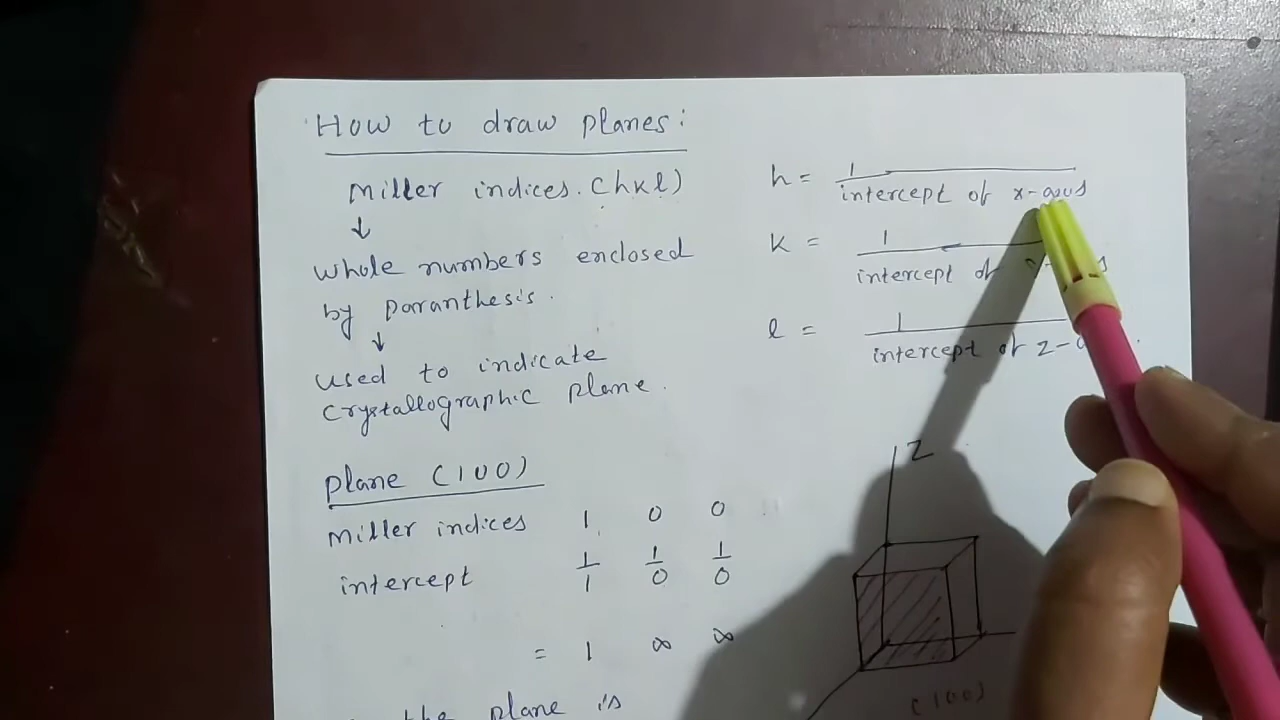 How to draw planes:
Miller indices. (hkl)
↓
whole numbers enclosed
by paranthesis.
↓
used to indicate
crystallographic plane.
h = 1 / intercept of x-axis
k = 1 / intercept of
l = 1 / intercept of z-
plane (100)
Miller indices 1 0 0
intercept 1/1 1/0 1/0
= 1 ∞ ∞
the plane is
z
(100)